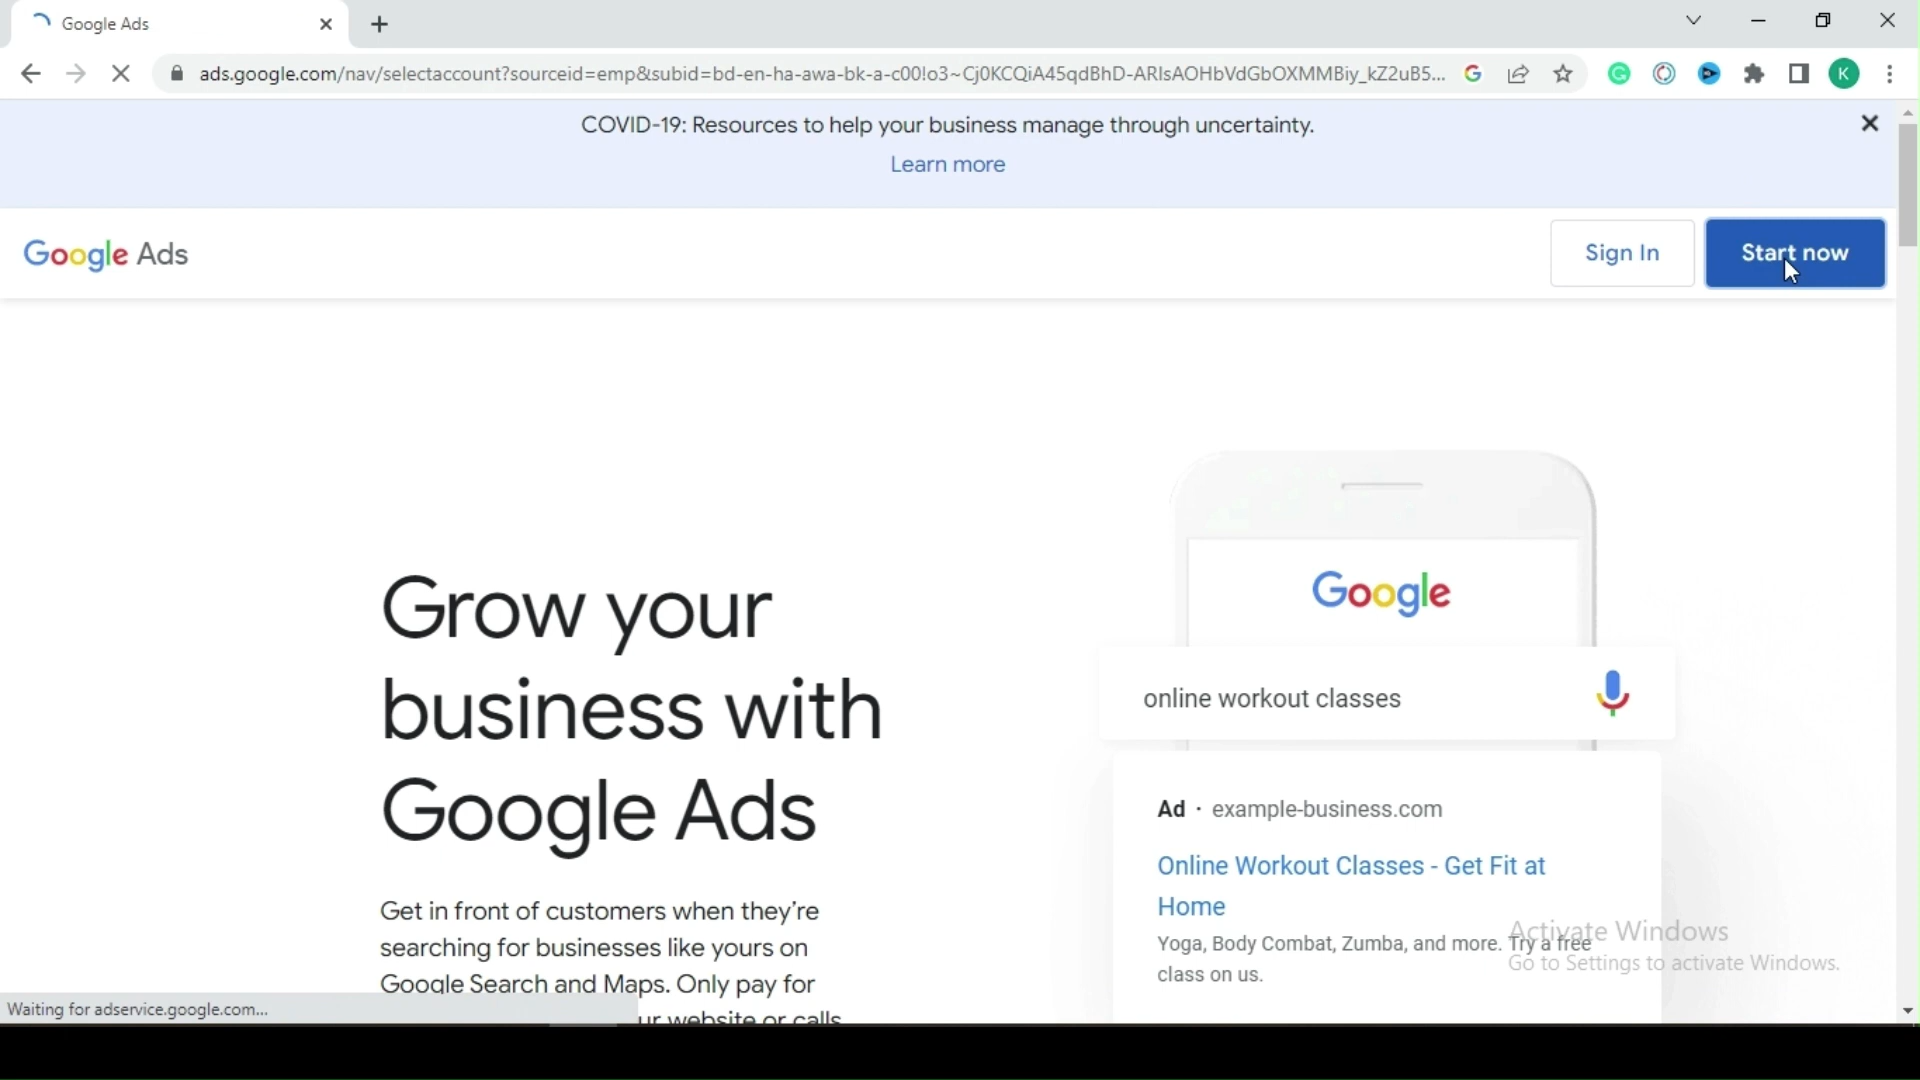 Google Ads
ads.google.com/nav/selectaccount?sourceid=emp&subid=bd-en-ha-awa-bk-a-c00!o3~Cj0KCQiA45qdBhD-ARIsAOHbVdGbOXMMBiy_kZ2uB5...
K
COVID-19: Resources to help your business manage through uncertainty.
Learn more
Google Ads
Sign In
Start now
Grow your
business with
Google Ads
Get in front of customers when they're
searching for businesses like yours on
Google Search and Maps. Only pay for
ur website or calls
Google
online workout classes
Ad · example-business.com
Online Workout Classes - Get Fit at
Home
Yoga, Body Combat, Zumba, and more. Try a free
class on us.
Activate Windows
Go to Settings to activate Windows.
Waiting for adservice.google.com...